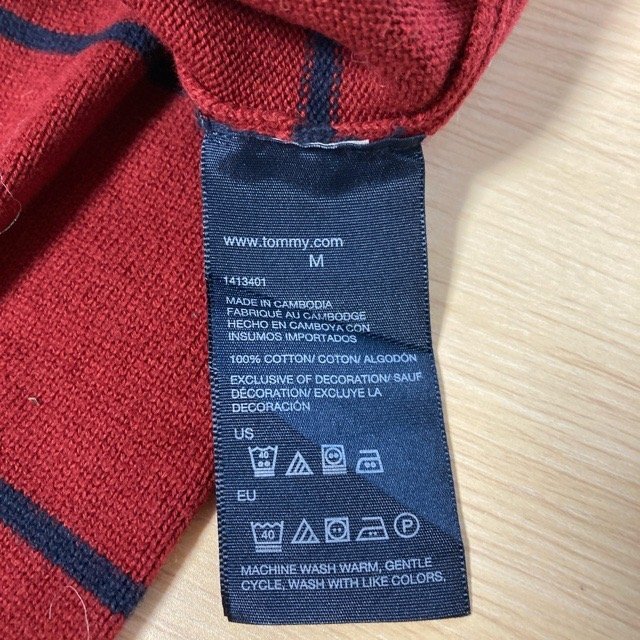 www.tommy.com
M
1413401
MADE IN CAMBODIA
FABRIQUÉ AU CAMBODGE
HECHO EN CAMBOYA CON
INSUMOS IMPORTADOS
100% COTTON/ COTON/ ALGODÓN
EXCLUSIVE OF DECORATION/ SAUF
DÉCORATION/ EXCLUYE LA
DECORACIÓN
US
40
EU
40 P
MACHINE WASH WARM, GENTLE
CYCLE, WASH WITH LIKE COLORS,